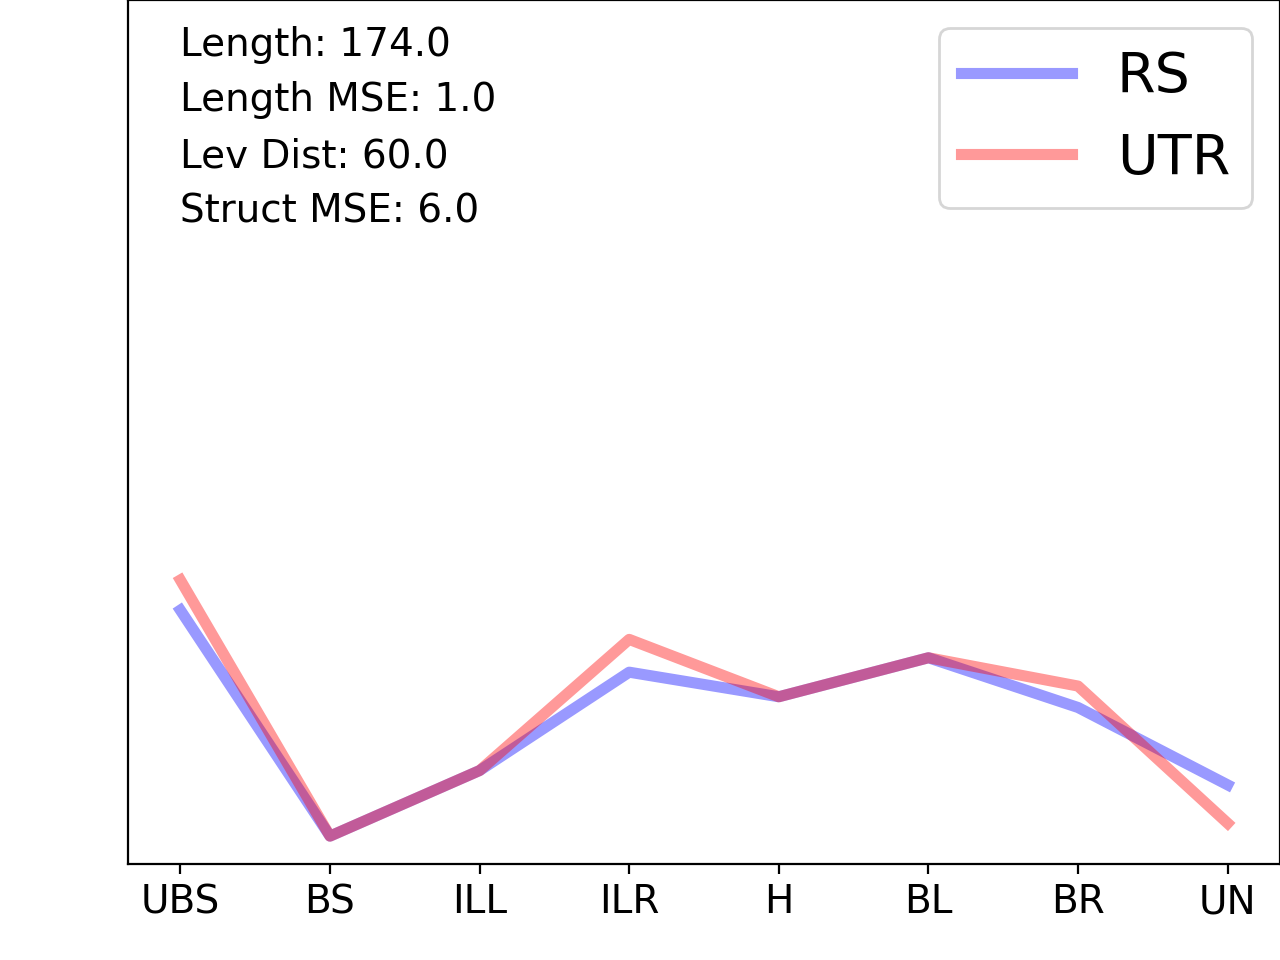 Length: 174.0
Length MSE: 1.0
Lev Dist: 60.0
Struct MSE: 6.0
RS
UTR
UBS BS ILL ILR H BL BR UN